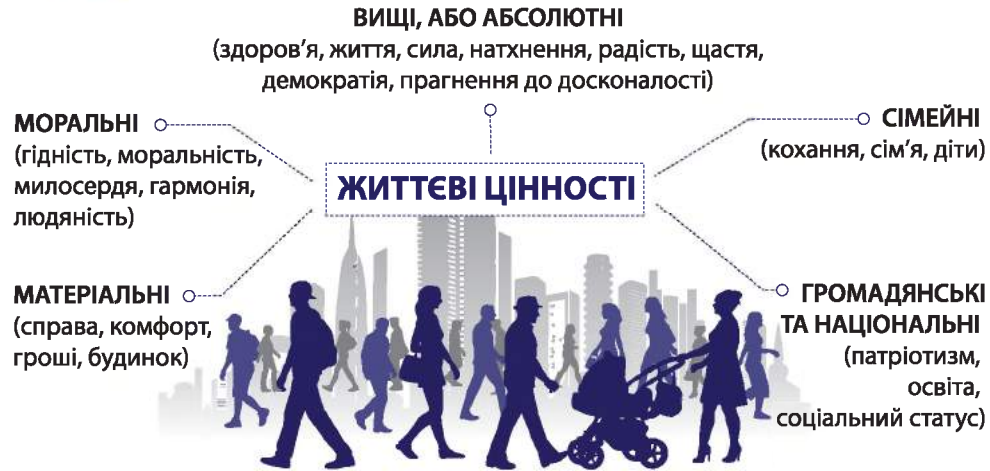 ВИЩІ, АБО АБСОЛЮТНІ
(здоров’я, життя, сила, натхнення, радість, щастя,
демократія, прагнення до досконалості)
МОРАЛЬНІ
(гідність, моральність,
милосердя, гармонія,
людяність)
СІМЕЙНІ
(кохання, сім’я, діти)
ЖИТТЄВІ ЦІННОСТІ
МАТЕРІАЛЬНІ
(справа, комфорт,
гроші, будинок)
ГРОМАДЯНСЬКІ
ТА НАЦІОНАЛЬНІ
(патріотизм,
освіта,
соціальний статус)